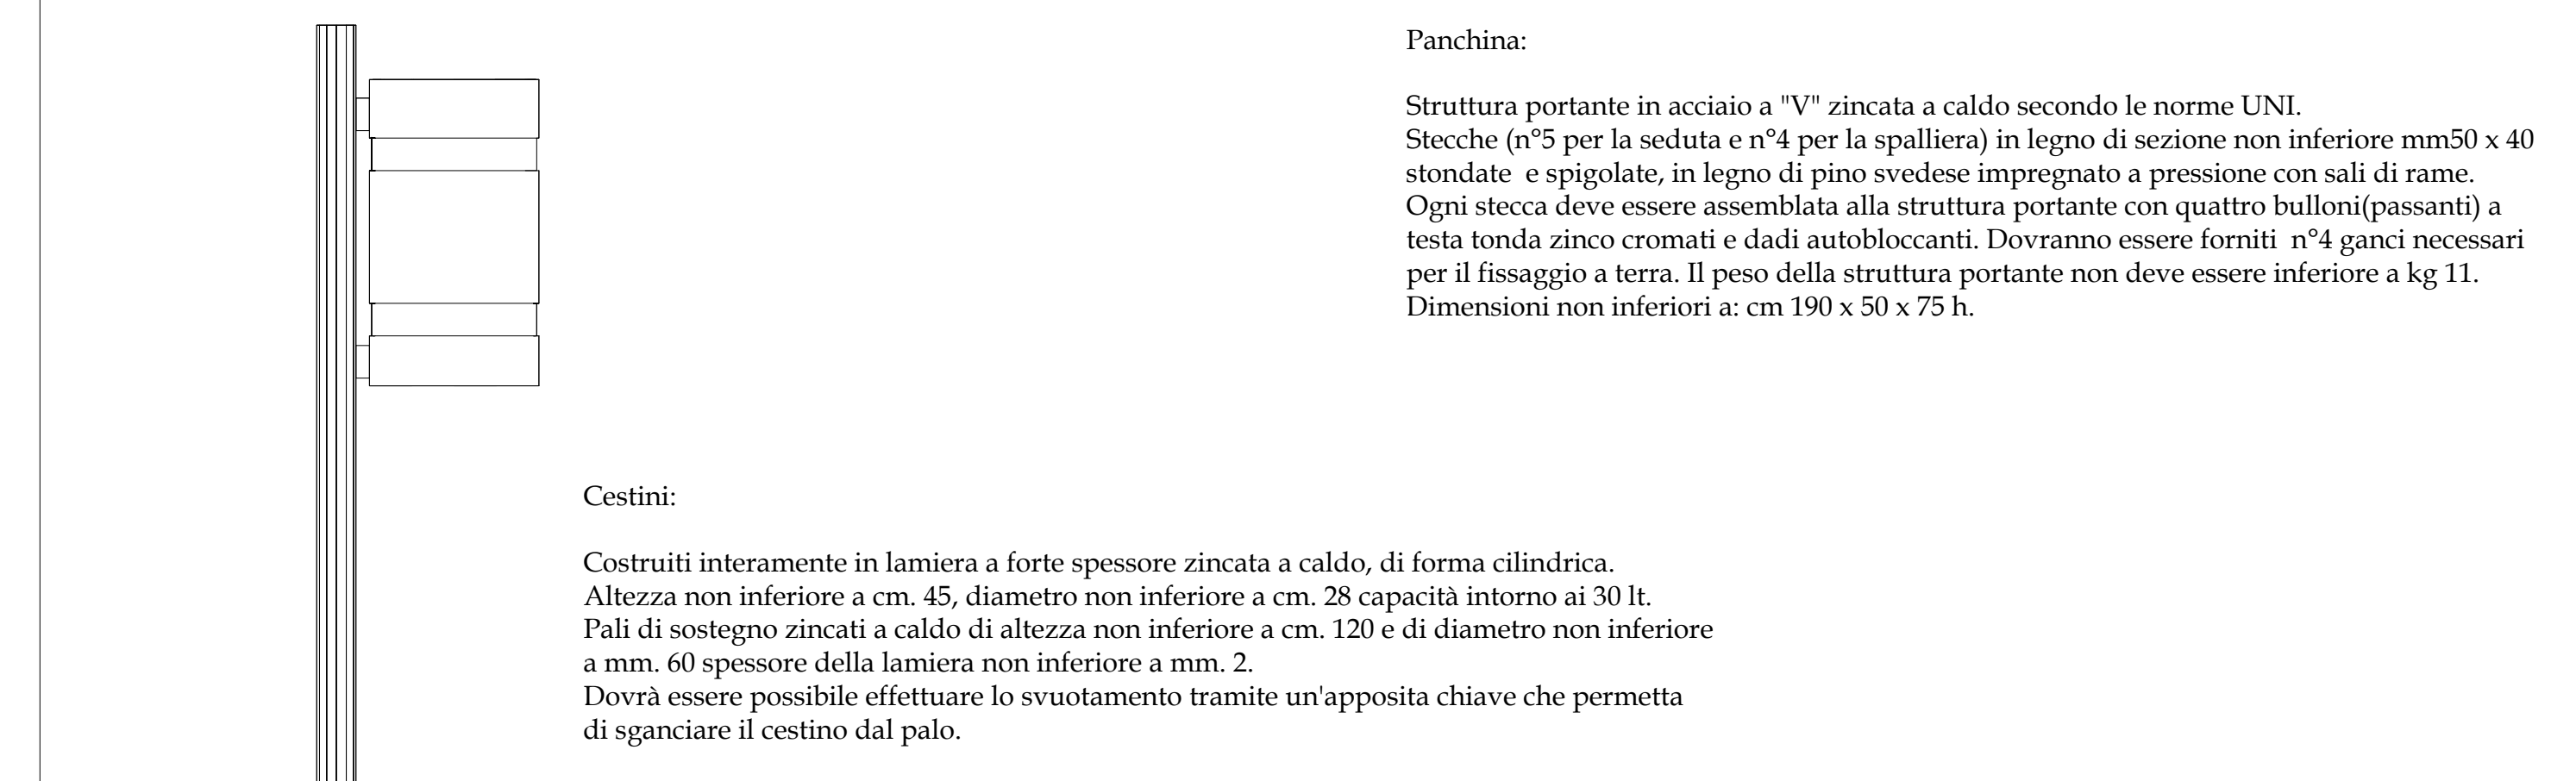 Panchina:
Struttura portante in acciaio a "V" zincata a caldo secondo le norme UNI.
Stecche (n°5 per la seduta e n°4 per la spalliera) in legno di sezione non inferiore mm50 x 40
stondate  e spigolate, in legno di pino svedese impregnato a pressione con sali di rame.
Ogni stecca deve essere assemblata alla struttura portante con quattro bulloni(passanti) a
testa tonda zinco cromati e dadi autobloccanti. Dovranno essere forniti  n°4 ganci necessari
per il fissaggio a terra. Il peso della struttura portante non deve essere inferiore a kg 11.
Dimensioni non inferiori a: cm 190 x 50 x 75 h.
Cestini:
Costruiti interamente in lamiera a forte spessore zincata a caldo, di forma cilindrica.
Altezza non inferiore a cm. 45, diametro non inferiore a cm. 28 capacità intorno ai 30 lt.
Pali di sostegno zincati a caldo di altezza non inferiore a cm. 120 e di diametro non inferiore
a mm. 60 spessore della lamiera non inferiore a mm. 2.
Dovrà essere possibile effettuare lo svuotamento tramite un'apposita chiave che permetta
di sganciare il cestino dal palo.